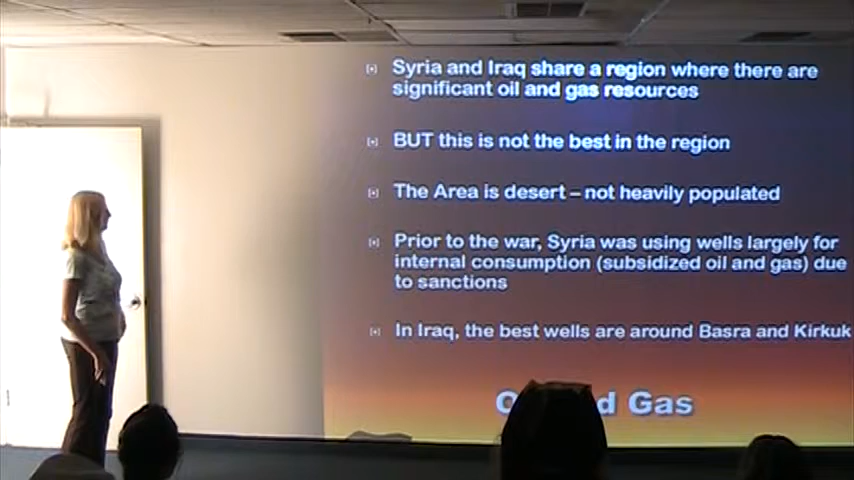 Syria and Iraq share a region where there are
significant oil and gas resources
BUT this is not the best in the region
The Area is desert – not heavily populated
Prior to the war, Syria was using wells largely for
internal consumption (subsidized oil and gas) due
to sanctions
In Iraq, the best wells are around Basra and Kirkuk
Gas